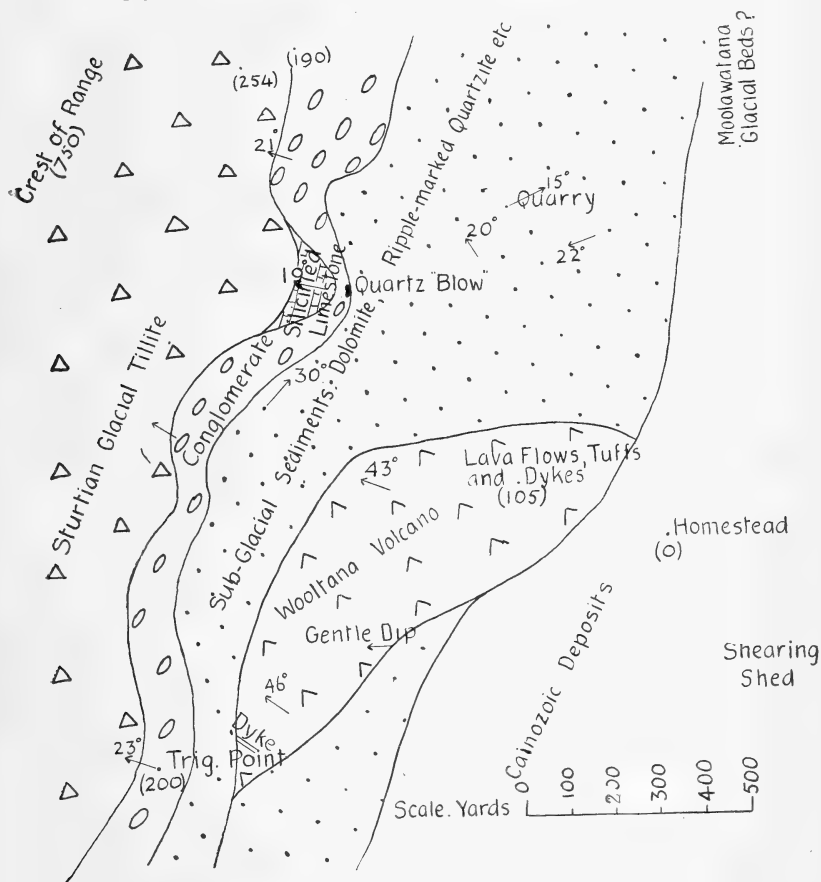 Moolawatana
Glacial Beds?
(190)
(254)
Crest of Range
(750)
21°
Ripple-marked Quartzite etc
15°
Quarry
20°
22°
10°
Silicified
Limestone
Quartz "Blow"
Sturtian Glacial Tillite
Conglomerate
30°
Sub-Glacial Sediments: Dolomite,
43°
Lava Flows, Tuffs
and Dykes
(105)
Wooltana Volcano
Homestead
(0)
Gentle Dip
Cainozoic Deposits
Shearing
Shed
46°
Dyke
23°
Trig. Point
(200)
Scale. Yards
0 100 200 300 400 500